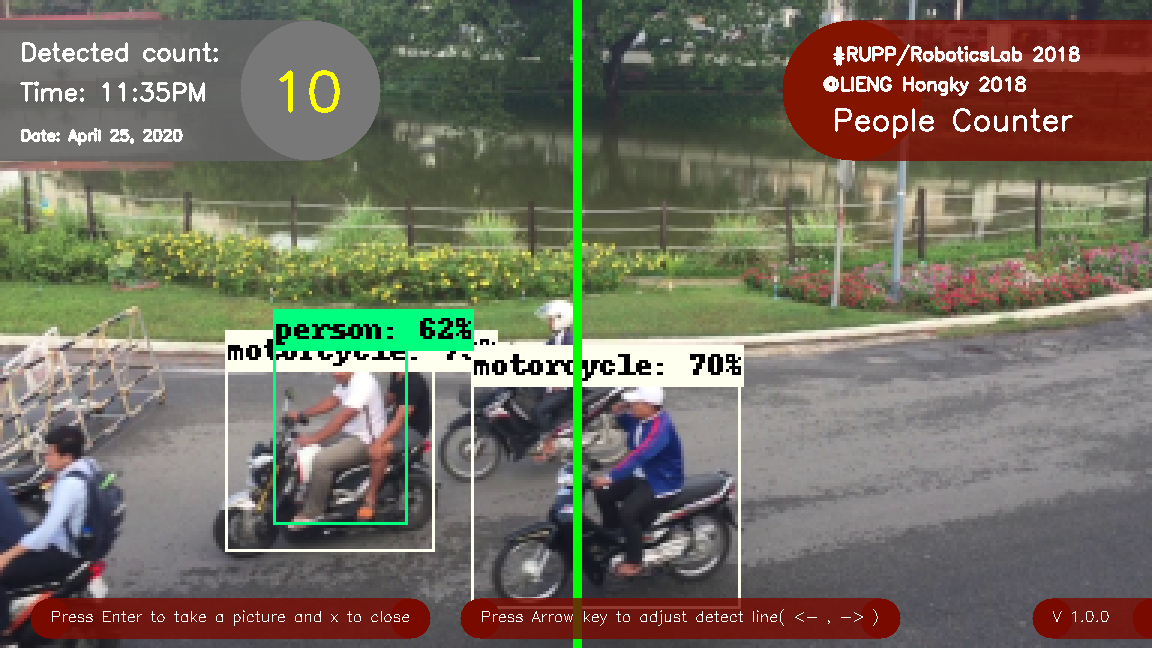 Detected count:
10
Time: 11:35PM
Date: April 25, 2020
#RUPP/RoboticsLab 2018
@LIENG Hongky 2018
People Counter
person: 62%
motorcycle:
motorcycle: 70%
Press Enter to take a picture and x to close
Press Arrow key to adjust detect line( <- , -> )
V 1.0.0